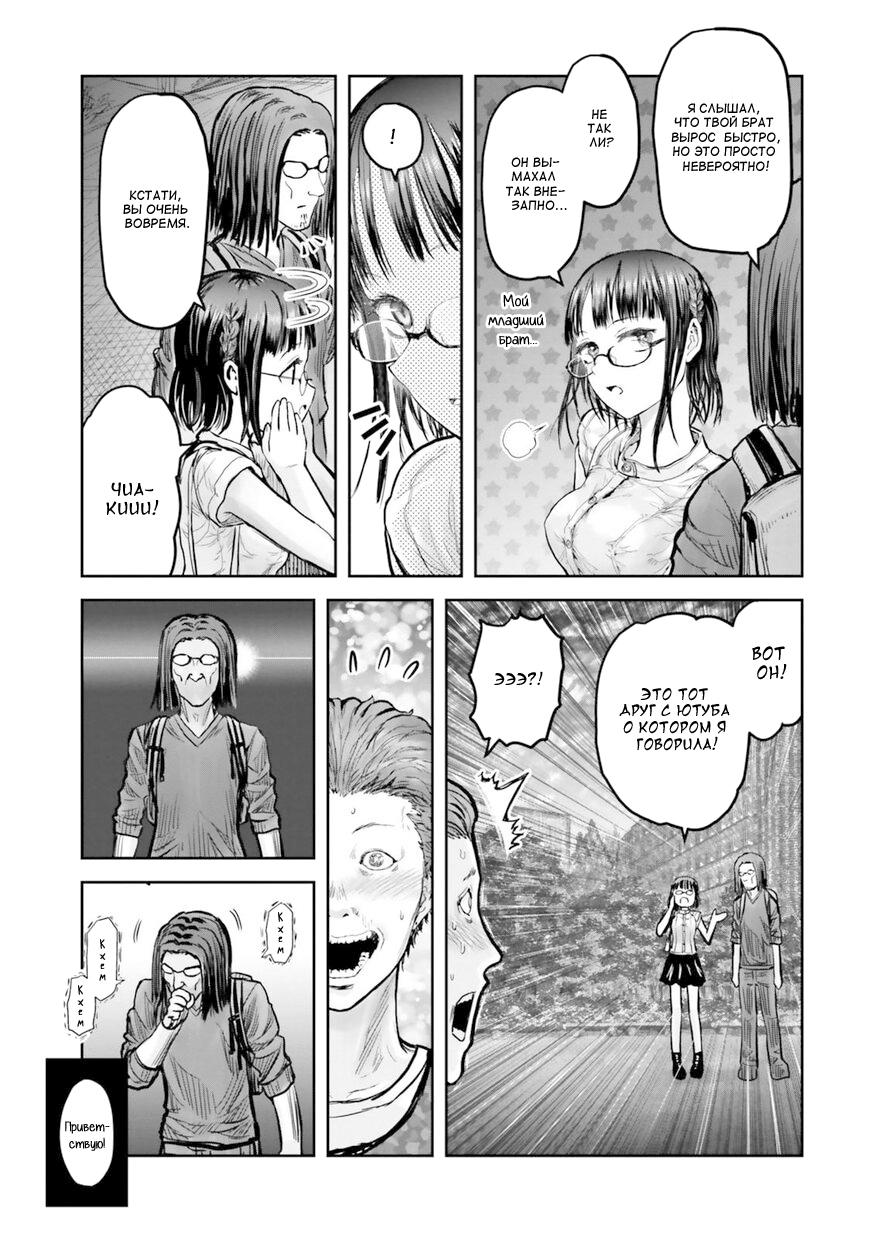 Я СЛЫШАЛ,
ЧТО ТВОЙ БРАТ
ВЫРОС БЫСТРО,
НО ЭТО ПРОСТО
НЕВЕРОЯТНО!
НЕ
ТАК
ЛИ?
ОН ВЫ-
МАХАЛ
ТАК ВНЕ-
ЗАПНО...
Мой
младший
брат...
!
КСТАТИ,
ВЫ ОЧЕНЬ
ВОВРЕМЯ.
ЧИА-
КИИИ!
ВОТ
ОН!
ЭТО ТОТ
ДРУГ С ЮТУБА
О КОТОРОМ Я
ГОВОРИЛА!
ЭЭЭ?!
Кхем
Кхем
Кхем
Привет-
ствую!